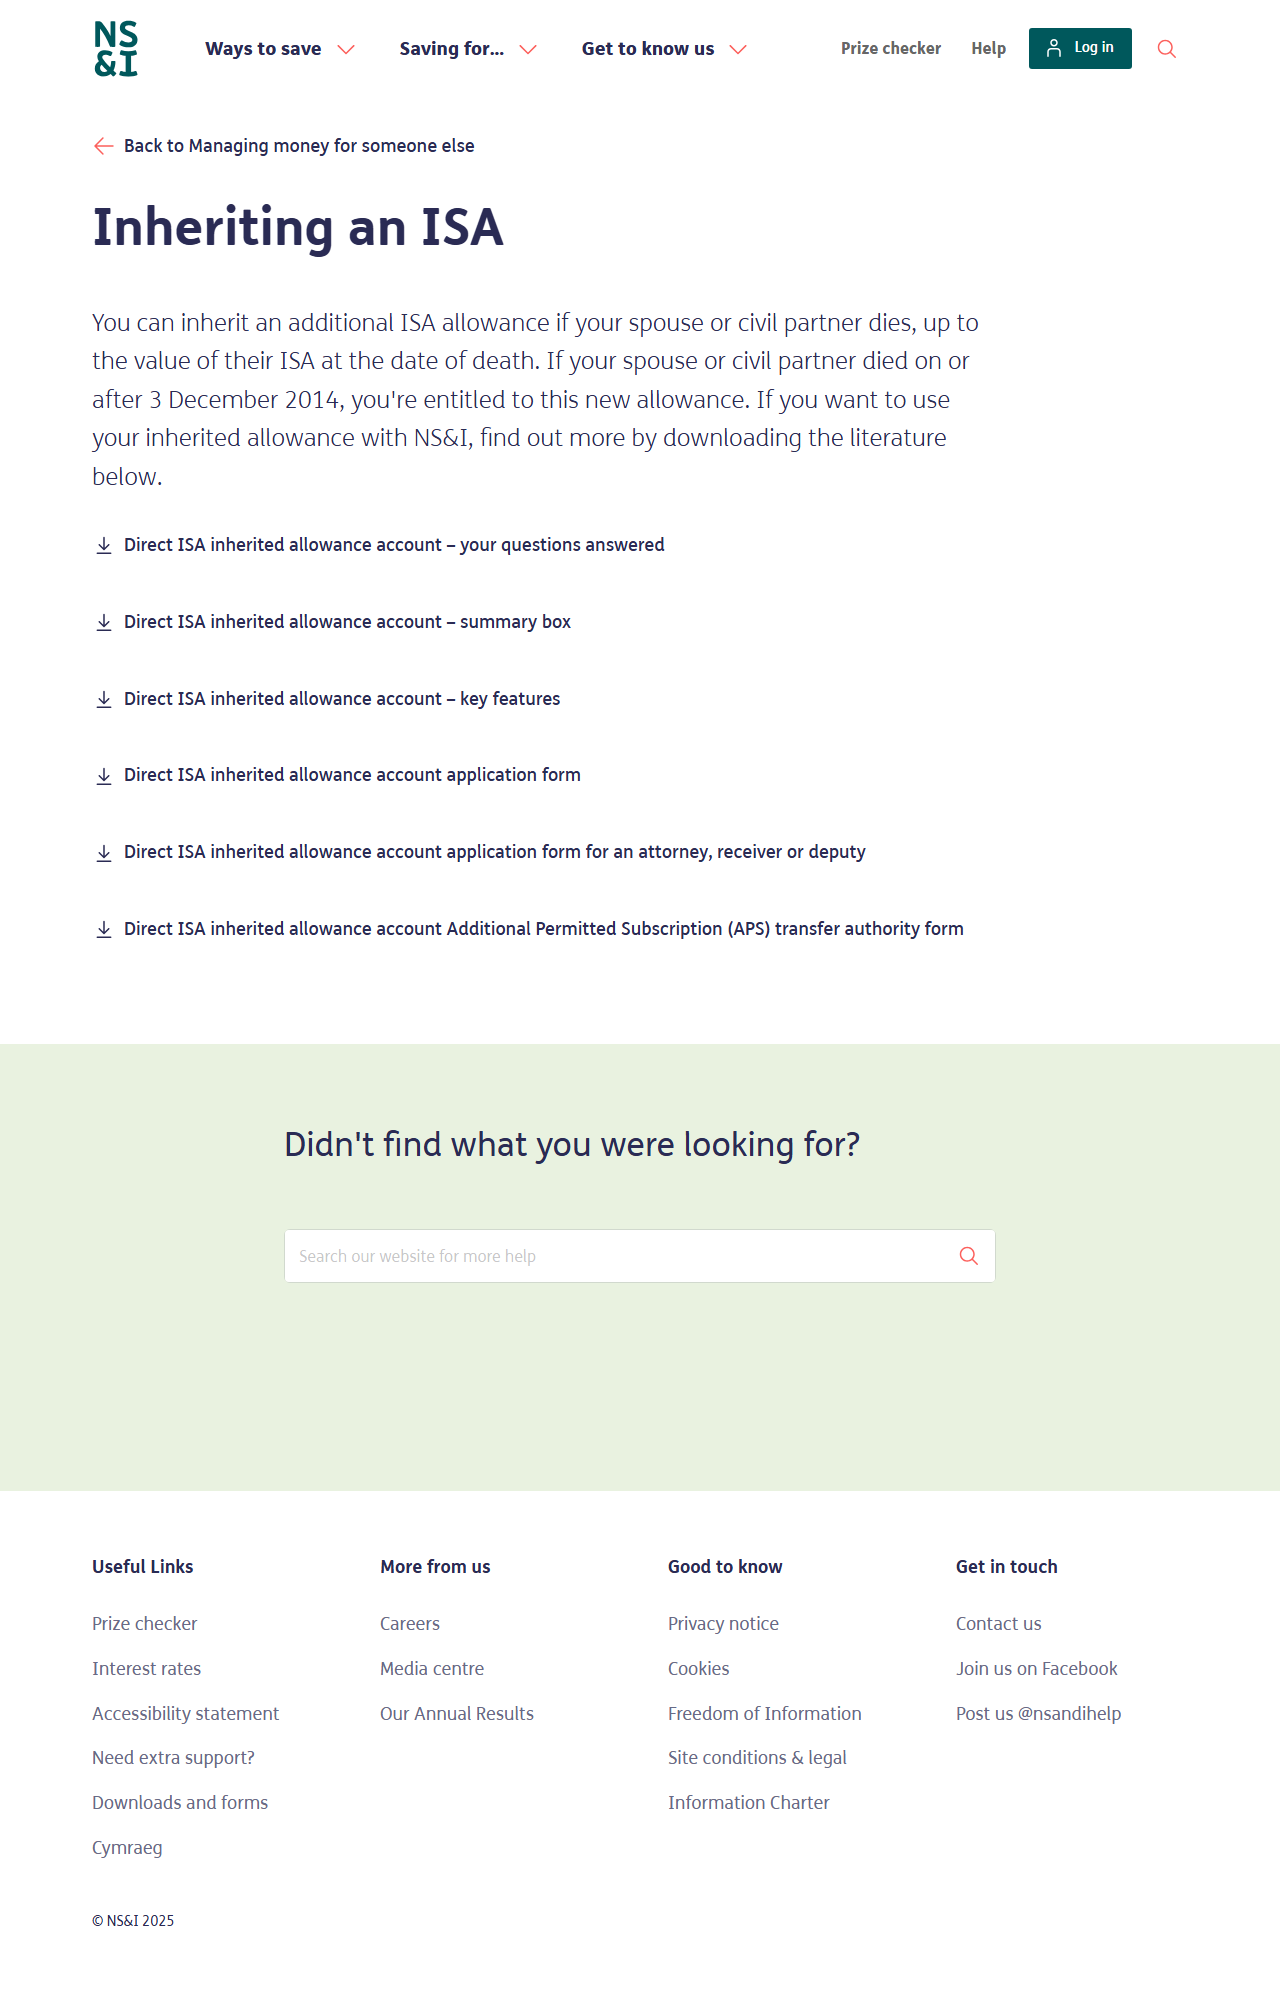 NS
&I
Ways to save
Saving for...
Get to know us
Prize checker
Help
Log in
Back to Managing money for someone else
Inheriting an ISA
You can inherit an additional ISA allowance if your spouse or civil partner dies, up to
the value of their ISA at the date of death. If your spouse or civil partner died on or
after 3 December 2014, you're entitled to this new allowance. If you want to use
your inherited allowance with NS&I, find out more by downloading the literature
below.
Direct ISA inherited allowance account – your questions answered
Direct ISA inherited allowance account – summary box
Direct ISA inherited allowance account – key features
Direct ISA inherited allowance account application form
Direct ISA inherited allowance account application form for an attorney, receiver or deputy
Direct ISA inherited allowance account Additional Permitted Subscription (APS) transfer authority form
Didn't find what you were looking for?
Search our website for more help
Useful Links
Prize checker
Interest rates
Accessibility statement
Need extra support?
Downloads and forms
Cymraeg
More from us
Careers
Media centre
Our Annual Results
Good to know
Privacy notice
Cookies
Freedom of Information
Site conditions & legal
Information Charter
Get in touch
Contact us
Join us on Facebook
Post us @nsandihelp
© NS&I 2025